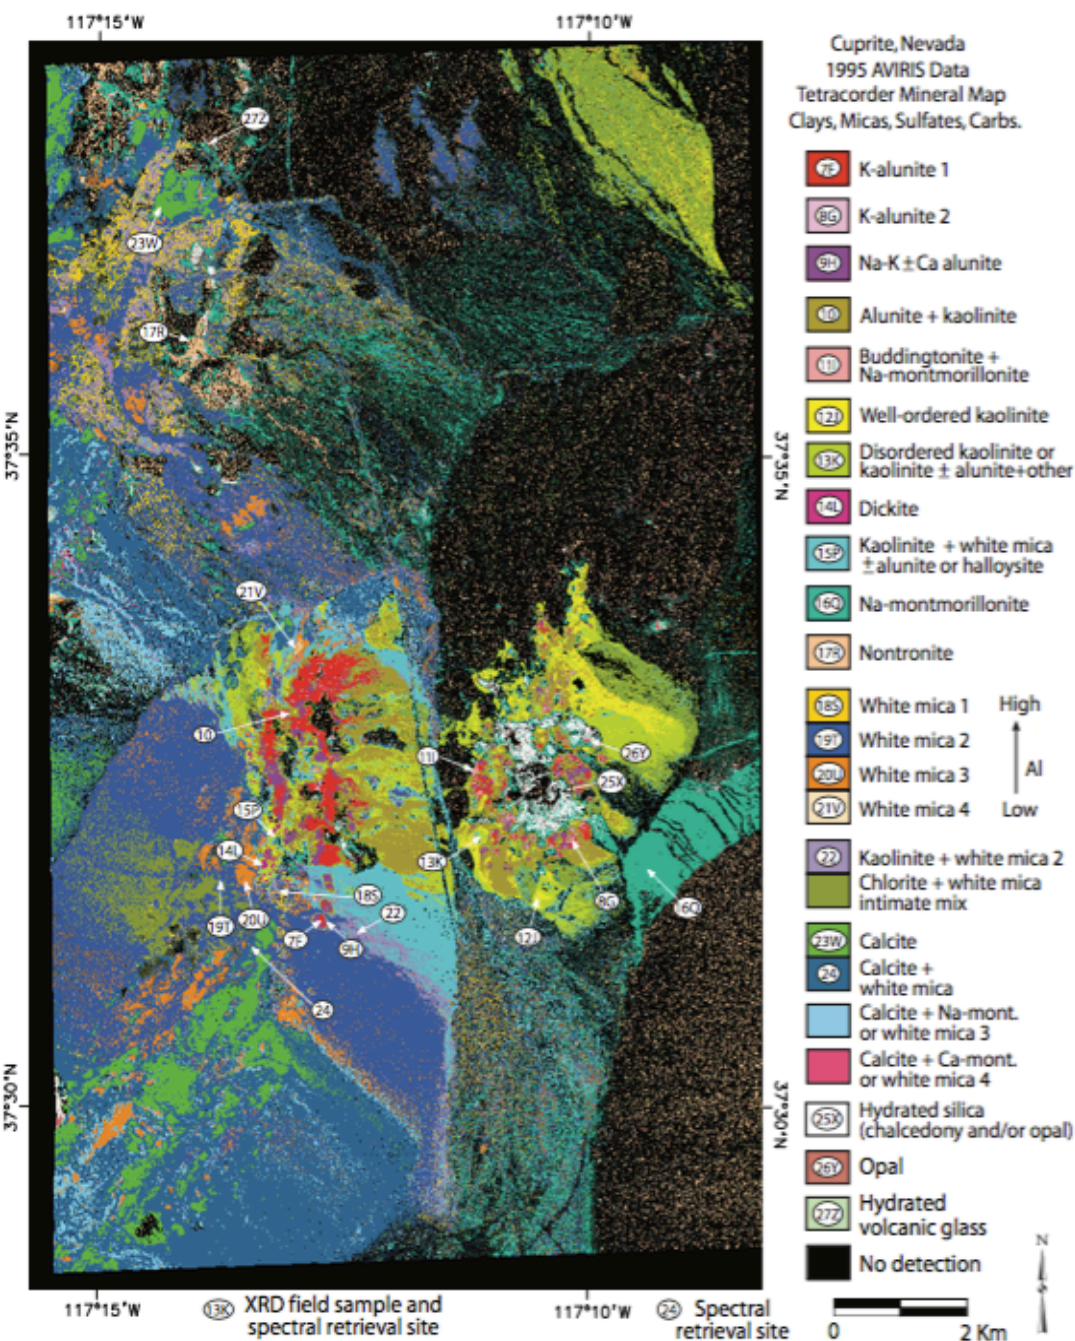 117°15'W
117°10'W
Cuprite, Nevada
1995 AVIRIS Data
Tetracorder Mineral Map
Clays, Micas, Sulfates, Carbs.
7F K-alunite 1
8G K-alunite 2
9H Na-K±Ca alunite
10 Alunite + kaolinite
11I Buddingtonite +
Na-montmorillonite
12J Well-ordered kaolinite
13K Disordered kaolinite or
kaolinite ± alunite+other
14L Dickite
15P Kaolinite + white mica
±alunite or halloysite
16Q Na-montmorillonite
17R Nontronite
18S White mica 1 High
19T White mica 2
20U White mica 3 Al
21V White mica 4 Low
22 Kaolinite + white mica 2
Chlorite + white mica
intimate mix
23W Calcite
24 Calcite +
white mica
Calcite + Na-mont.
or white mica 3
Calcite + Ca-mont.
or white mica 4
25X Hydrated silica
(chalcedony and/or opal)
26Y Opal
27Z Hydrated
volcanic glass
No detection
N
S
0 2 Km
37°35'N
37°35'N
37°30'N
37°30'N
27Z
23W
17R
21V
10
11I
26Y
25X
15P
14L
13K
18S
8G
16Q
19T
20U
7F
22
9H
12J
24
117°15'W
117°10'W
13K XRD field sample and
spectral retrieval site
24 Spectral
retrieval site